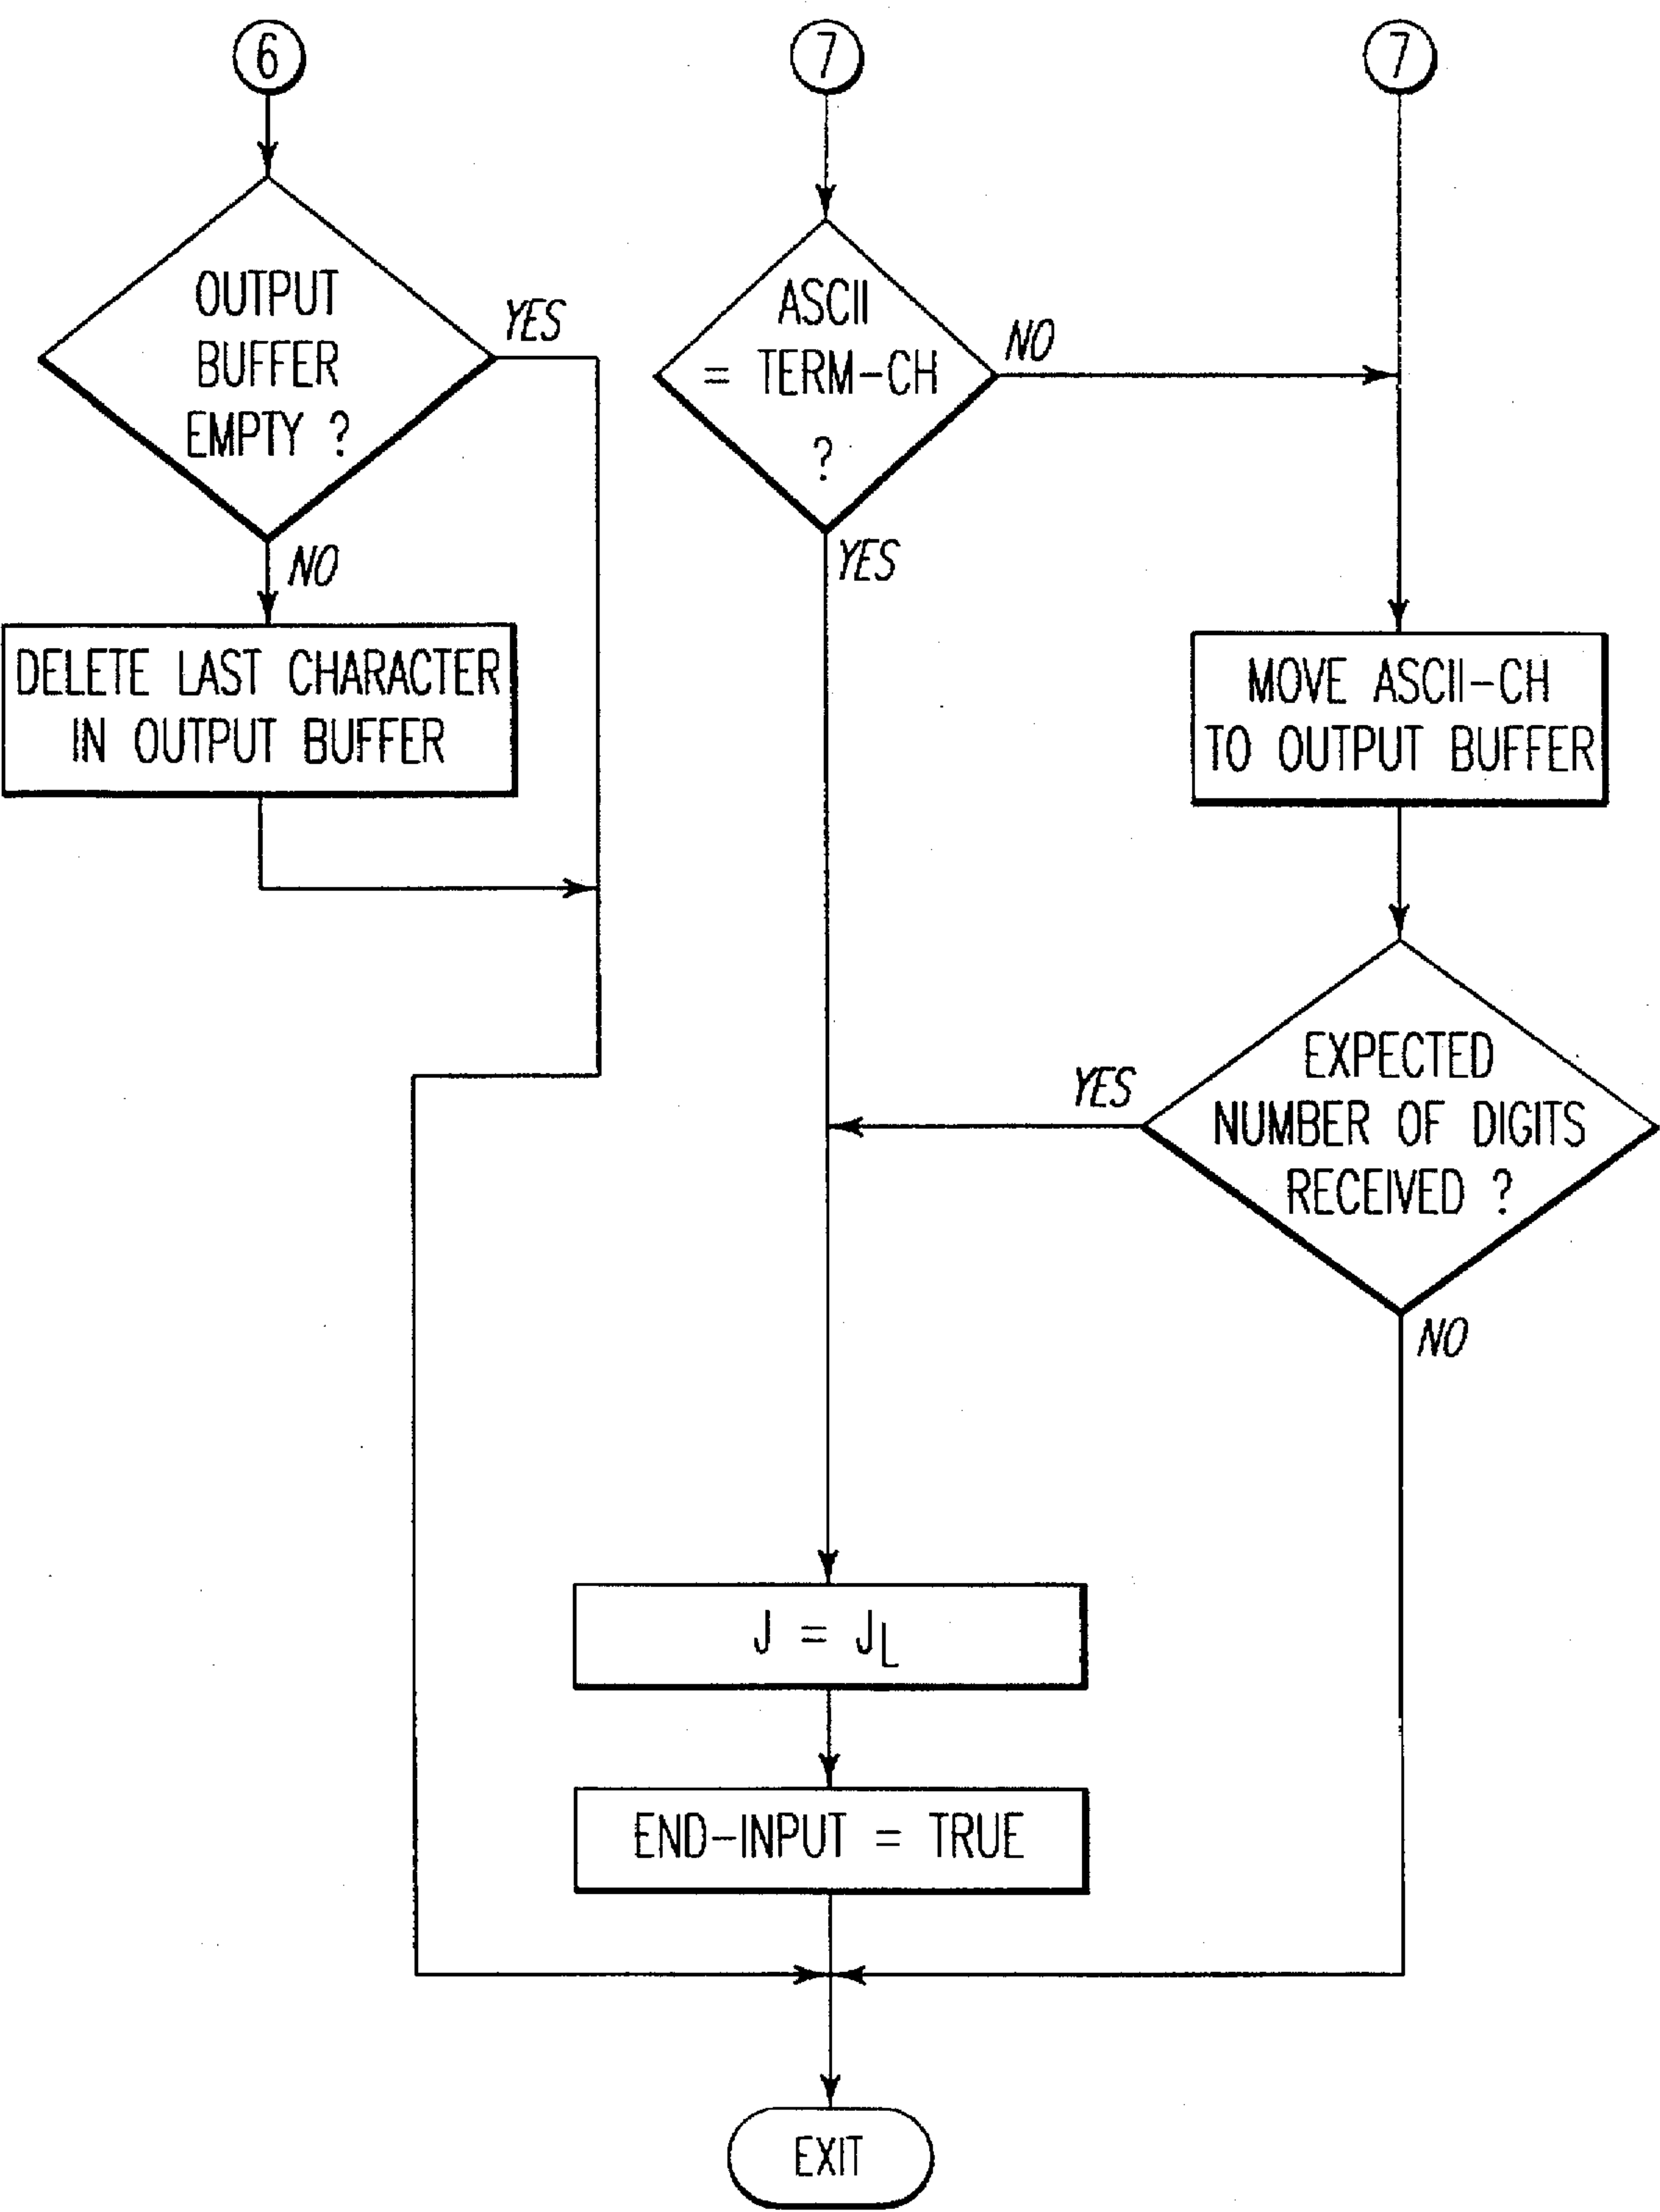 6
OUTPUT
BUFFER
EMPTY ?
YES
NO
DELETE LAST CHARACTER
IN OUTPUT BUFFER
7
ASCII
= TERM-CH
?
NO
YES
7
MOVE ASCII-CH
TO OUTPUT BUFFER
EXPECTED
NUMBER OF DIGITS
RECEIVED ?
YES
NO
J = JL
END-INPUT = TRUE
EXIT